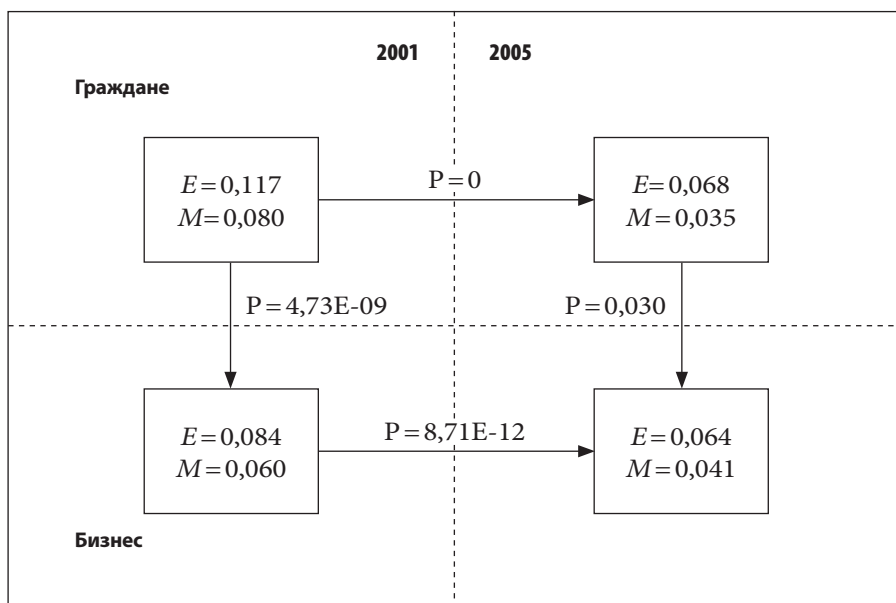 2001 2005
Граждане
E=0,117
M=0,080
P=0
E=0,068
M=0,035
P=4,73E-09
P=0,030
E=0,084
M=0,060
P=8,71E-12
E=0,064
M=0,041
Бизнес